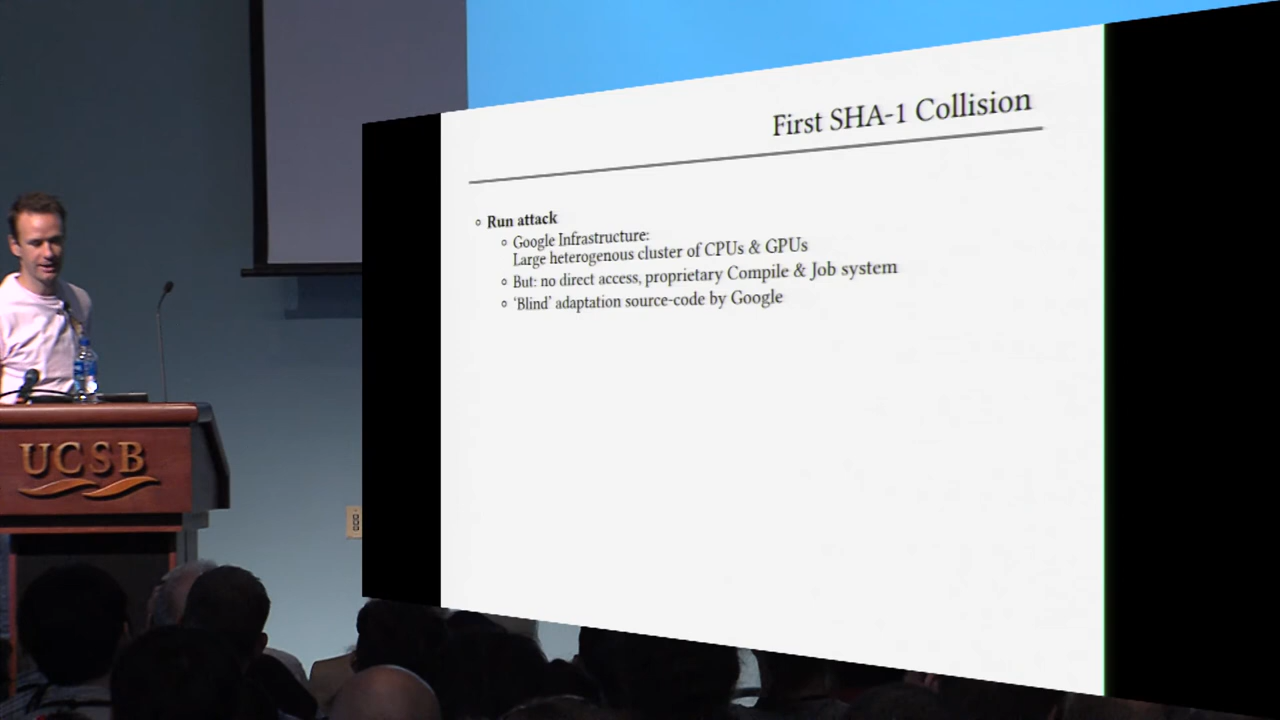 First SHA-1 Collision
Run attack
Google Infrastructure:
Large heterogenous cluster of CPUs & GPUs
But: no direct access, proprietary Compile & Job system
‘Blind’ adaptation source-code by Google
UCSB